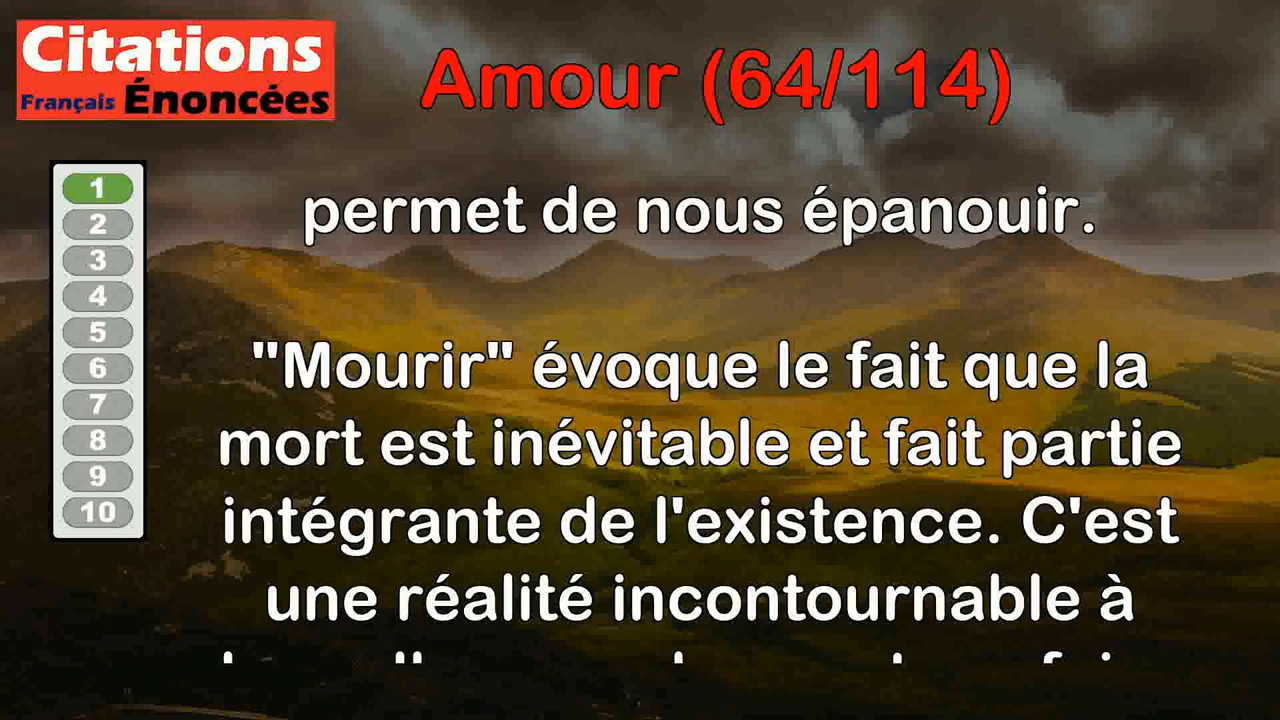 Citations
Français Énoncées
Amour (64/114)
1
2
3
4
5
6
7
8
9
10
permet de nous épanouir.
"Mourir" évoque le fait que la
mort est inévitable et fait partie
intégrante de l'existence. C'est
une réalité incontournable à